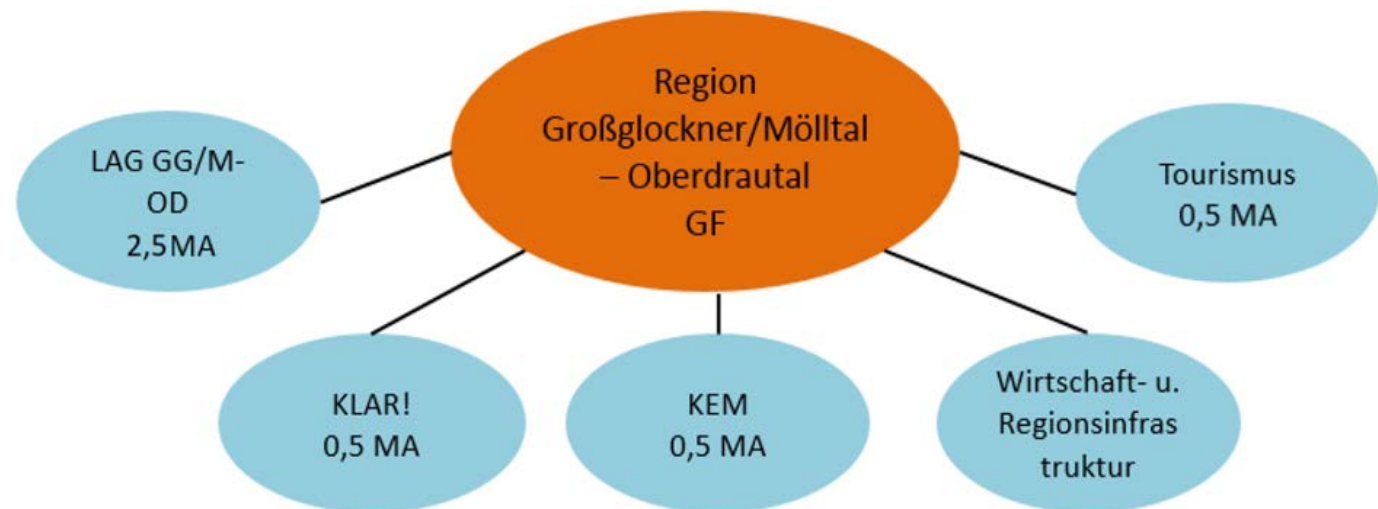 Region
Großglockner/Mölltal
– Oberdrautal
GF
LAG GG/M-
OD
2,5MA
Tourismus
0,5 MA
KLAR!
0,5 MA
KEM
0,5 MA
Wirtschaft- u.
Regionsinfras
truktur